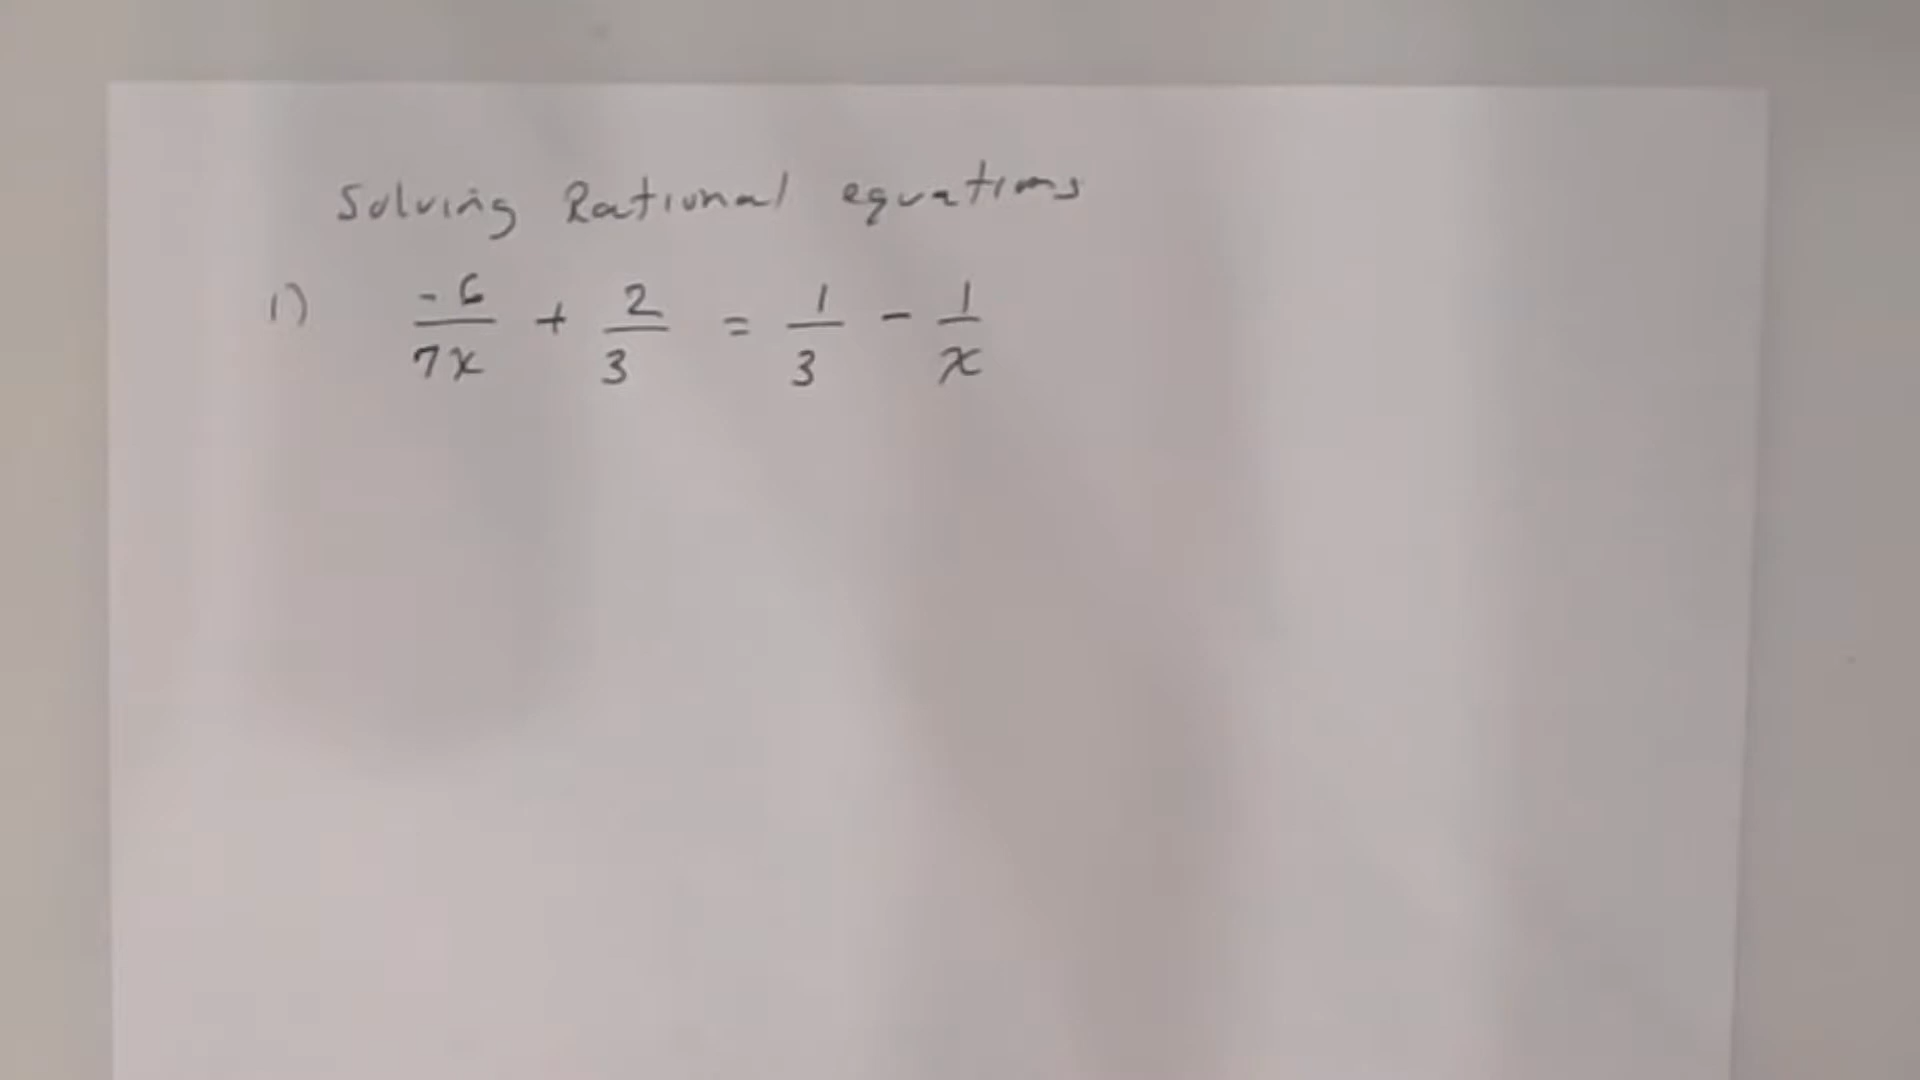 Solving Rational equations
1) -6/7x + 2/3 = 1/3 - 1/x